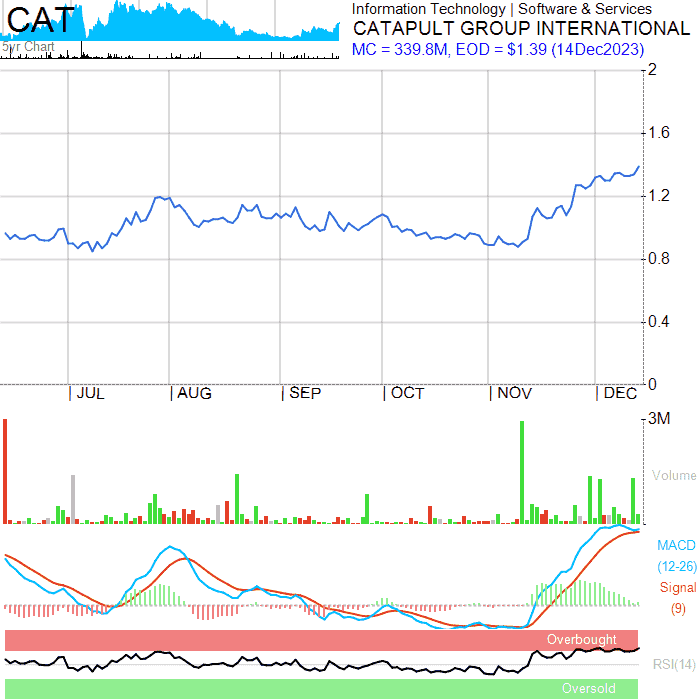 CAT
5yr Chart
Information Technology | Software & Services
CATAPULT GROUP INTERNATIONAL
MC = 339.8M, EOD = $1.39 (14Dec2023)
2
1.6
1.2
0.8
0.4
0
| JUL | AUG | SEP | OCT | NOV | DEC
3M
Volume
MACD
(12-26)
Signal
(9)
Overbought
RSI(14)
Oversold